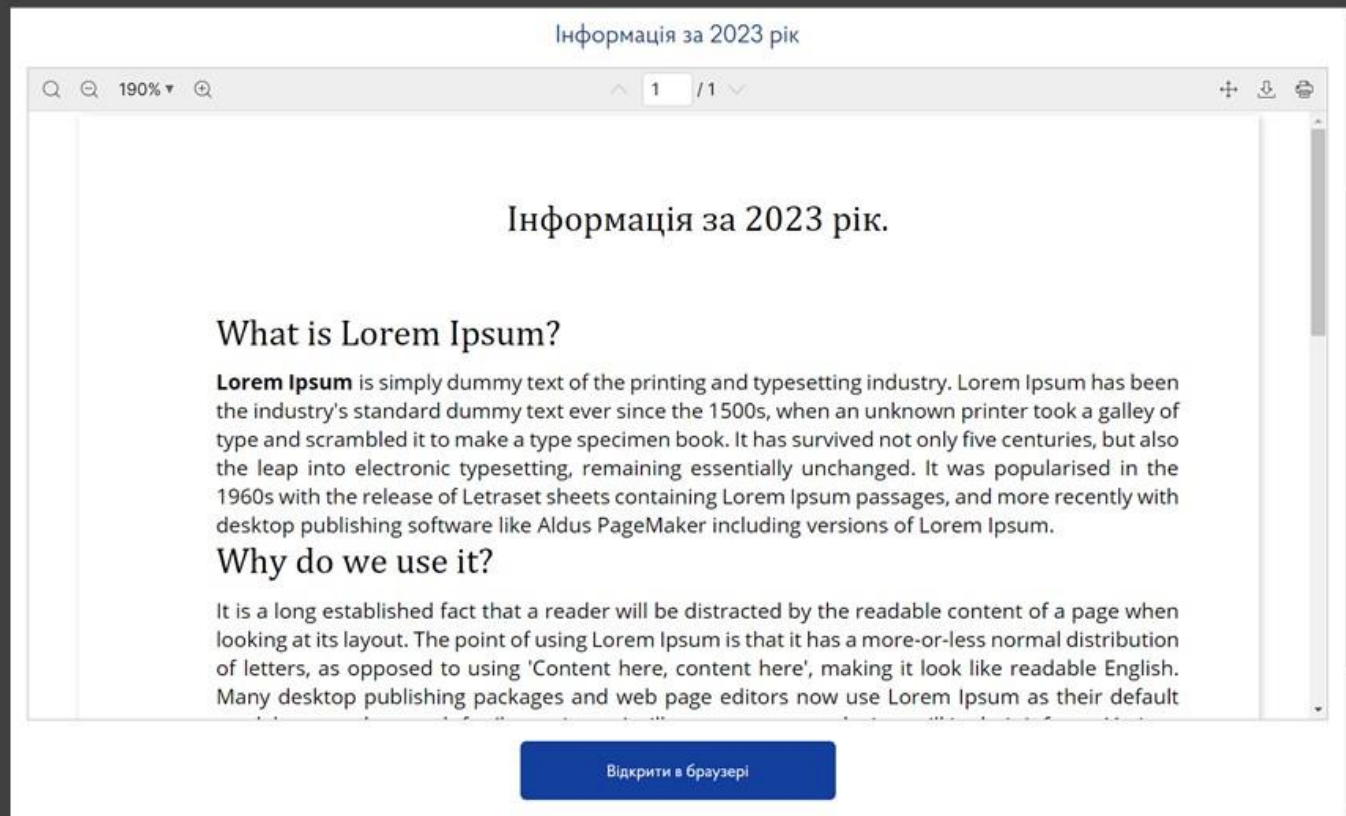 Інформація за 2023 рік
190%
1 / 1
Інформація за 2023 рік.
What is Lorem Ipsum?
Lorem Ipsum is simply dummy text of the printing and typesetting industry. Lorem Ipsum has been
the industry's standard dummy text ever since the 1500s, when an unknown printer took a galley of
type and scrambled it to make a type specimen book. It has survived not only five centuries, but also
the leap into electronic typesetting, remaining essentially unchanged. It was popularised in the
1960s with the release of Letraset sheets containing Lorem Ipsum passages, and more recently with
desktop publishing software like Aldus PageMaker including versions of Lorem Ipsum.
Why do we use it?
It is a long established fact that a reader will be distracted by the readable content of a page when
looking at its layout. The point of using Lorem Ipsum is that it has a more-or-less normal distribution
of letters, as opposed to using 'Content here, content here', making it look like readable English.
Many desktop publishing packages and web page editors now use Lorem Ipsum as their default
Відкрити в браузері